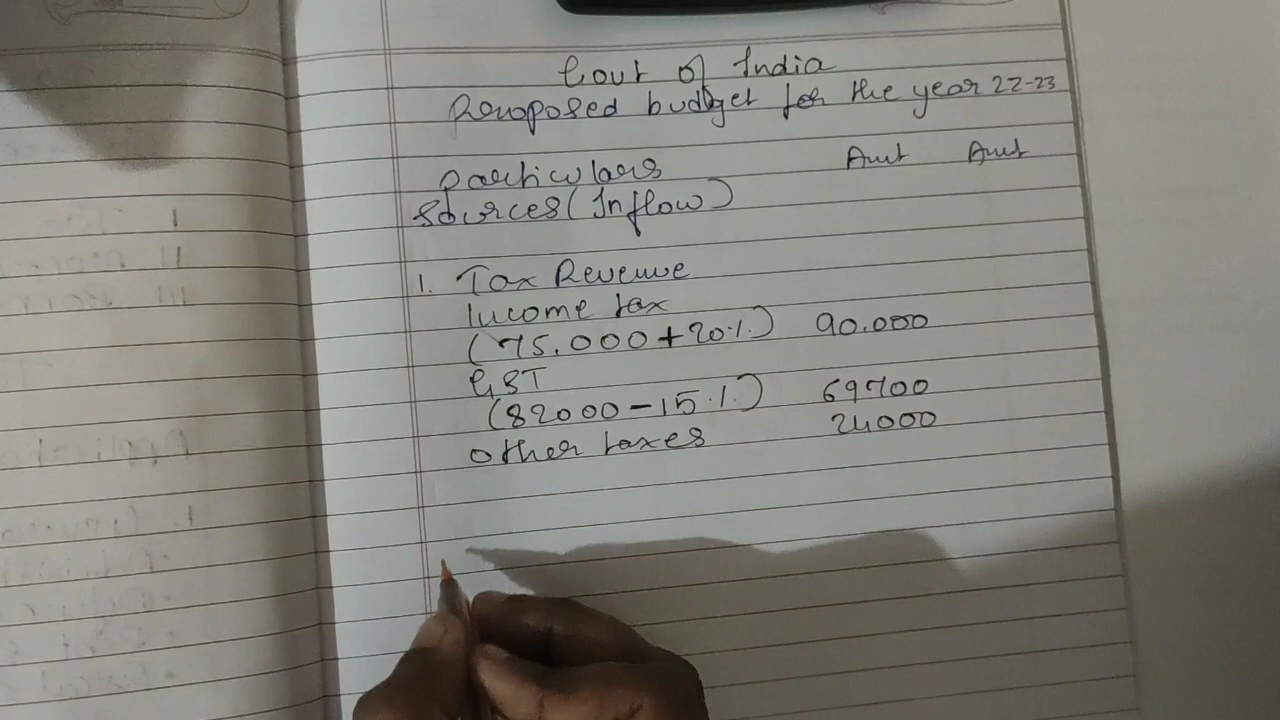 Govt of India
Proposed budget for the year 22-23
Particulars Amt Amt
Sources (Inflow)
1. Tax Revenue
Income tax
(75.000+20%) 90.000
GST
(82000-15%) 69700
Other taxes 24000